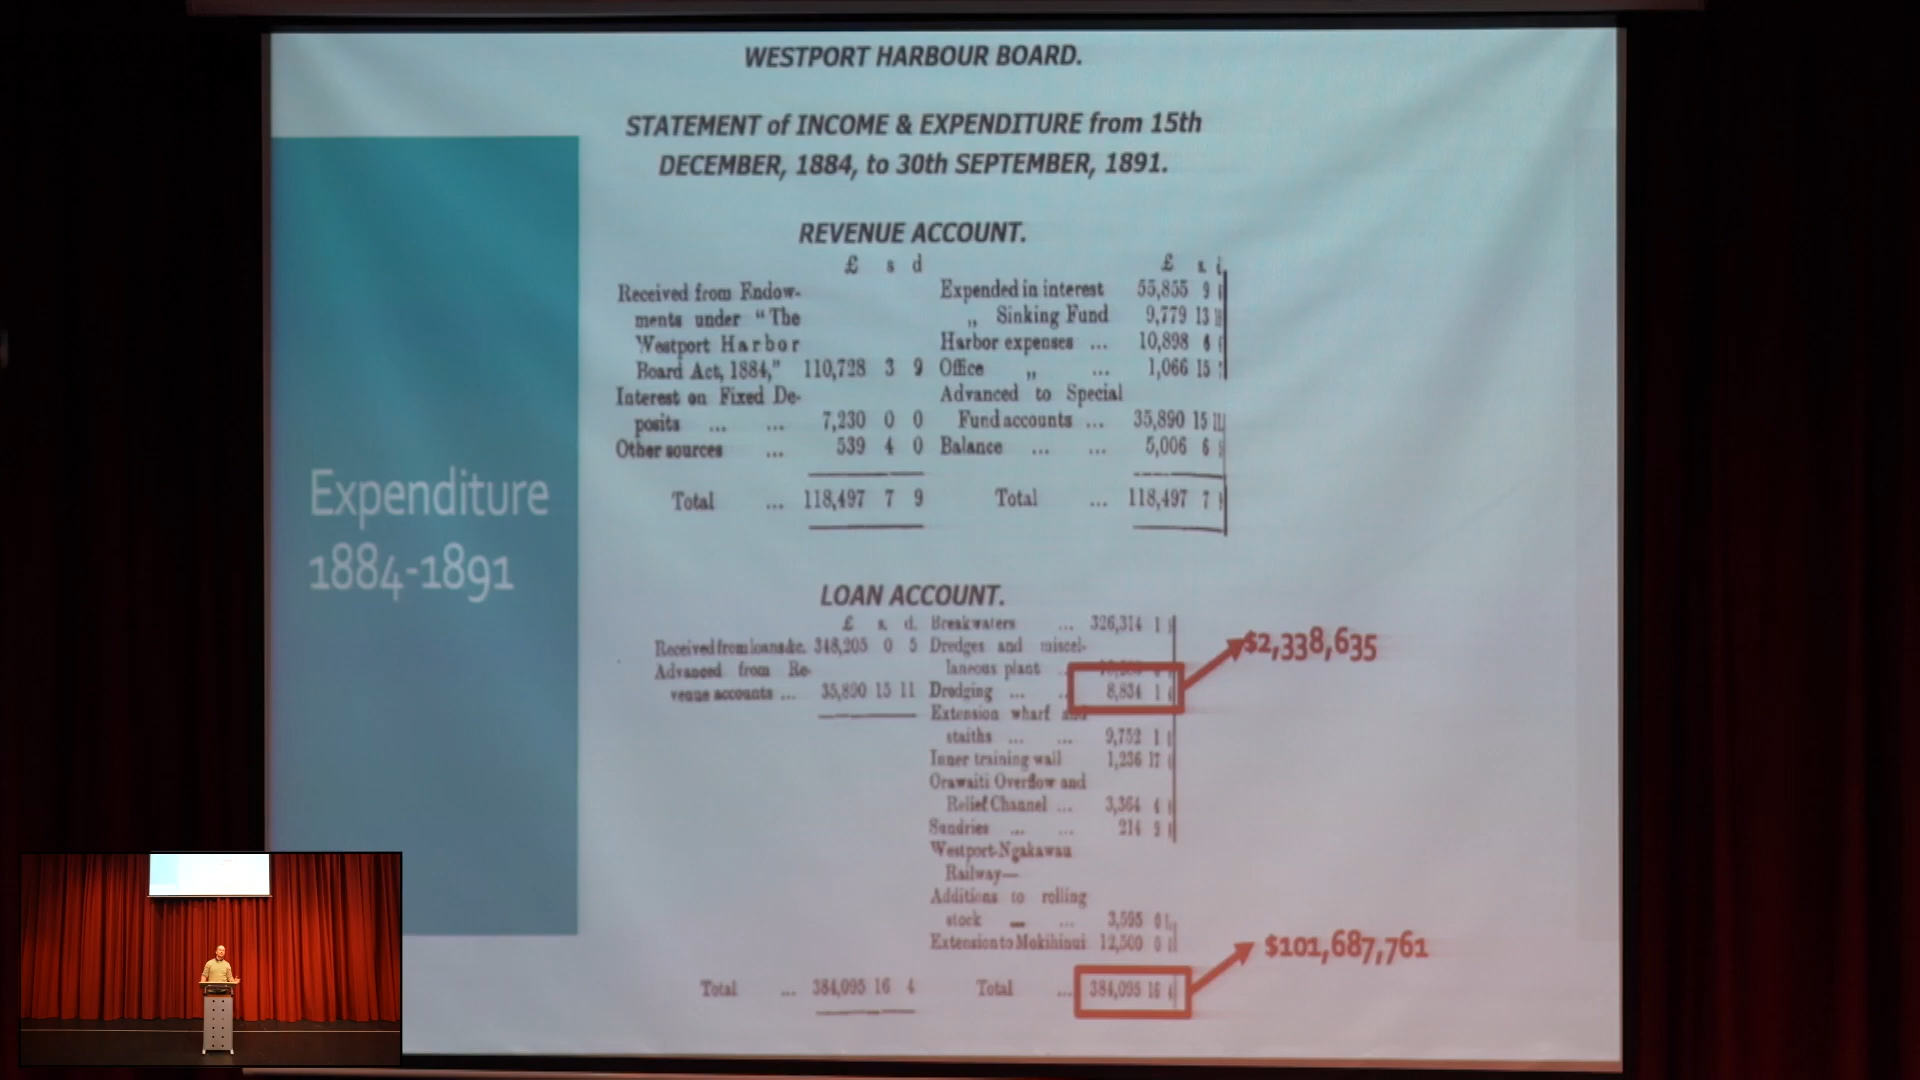 WESTPORT HARBOUR BOARD.
STATEMENT of INCOME & EXPENDITURE from 15th
DECEMBER, 1884, to 30th SEPTEMBER, 1891.
Expenditure
1884-1891
REVENUE ACCOUNT.
£ s d
Received from Endow-
ments under "The
Westport Harbor
Board Act, 1884," 110,728 3 9
Interest on Fixed De-
posits ... ... 7,230 0 0
Other sources ... 539 4 0
Total ... 118,497 7 9
£ s.
Expended in interest 55,855 9
„ Sinking Fund 9,779 13
Harbor expenses ... 10,898
Office „ ... 1,066 15
Advanced to Special
Fund accounts ... 35,890 15 11
Balance ... ... 5,006 6
Total ... 118,497 7
LOAN ACCOUNT.
£ s. d.
Received from loans &c. 348,205 0 5
Advanced from Re-
venue accounts ... 35,890 15 11
Total ... 384,095 16 4
Breakwaters ... 326,314 1
Dredges and miscel-
laneous plant
Dredging ... 8,834 1
$2,338,635
Extension wharf and
staiths ... ... 9,752 1
Inner training wall 1,236 17
Orawaiti Overflow and
Relief Channel ... 3,364 4
Sundries ... ... 214 9
Westport-Ngakawau
Railway—
Additions to rolling
stock ... 3,595 0
Extension to Mokihinui 12,500 0
Total ... 384,095 16
$101,687,761